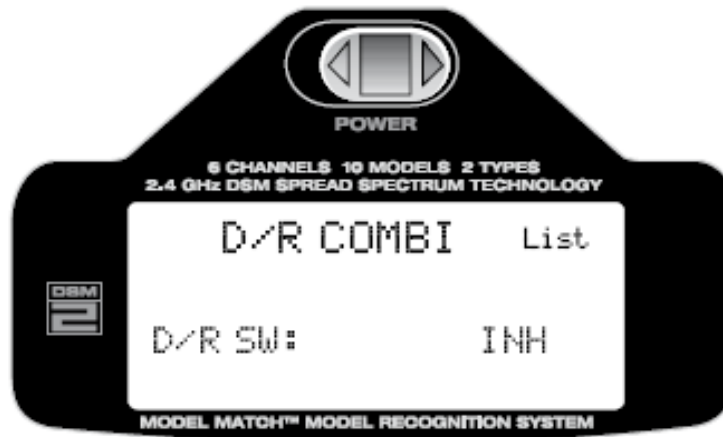 POWER
6 CHANNELS 10 MODELS 2 TYPES
2.4 GHz DSM SPREAD SPECTRUM TECHNOLOGY
D/R COMBI List
DSM
2
D/R SW: INH
MODEL MATCH™ MODEL RECOGNITION SYSTEM